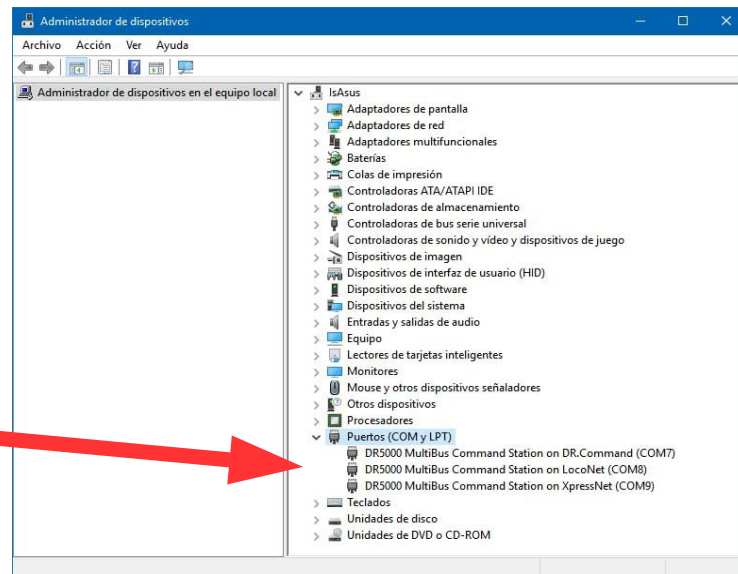 Administrador de dispositivos
Archivo Acción Ver Ayuda
Administrador de dispositivos en el equipo local
IsAsus
Adaptadores de pantalla
Adaptadores de red
Adaptadores multifuncionales
Baterías
Colas de impresión
Controladoras ATA/ATAPI IDE
Controladoras de almacenamiento
Controladoras de bus serie universal
Controladoras de sonido y vídeo y dispositivos de juego
Dispositivos de imagen
Dispositivos de interfaz de usuario (HID)
Dispositivos de software
Dispositivos del sistema
Entradas y salidas de audio
Equipo
Lectores de tarjetas inteligentes
Monitores
Mouse y otros dispositivos señaladores
Otros dispositivos
Procesadores
Puertos (COM y LPT)
DR5000 MultiBus Command Station on DR.Command (COM7)
DR5000 MultiBus Command Station on LocoNet (COM8)
DR5000 MultiBus Command Station on XpressNet (COM9)
Teclados
Unidades de disco
Unidades de DVD o CD-ROM